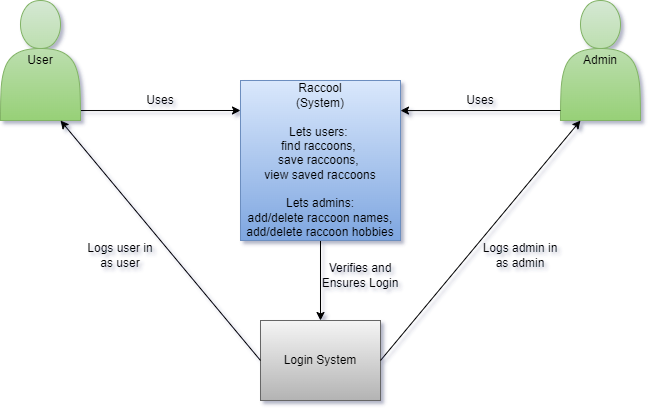 User
Admin
Uses
Raccool
(System)
Lets users:
find raccoons,
save raccoons,
view saved raccoons
Lets admins:
add/delete raccoon names,
add/delete raccoon hobbies
Uses
Logs user in
as user
Verifies and
Ensures Login
Logs admin in
as admin
Login System